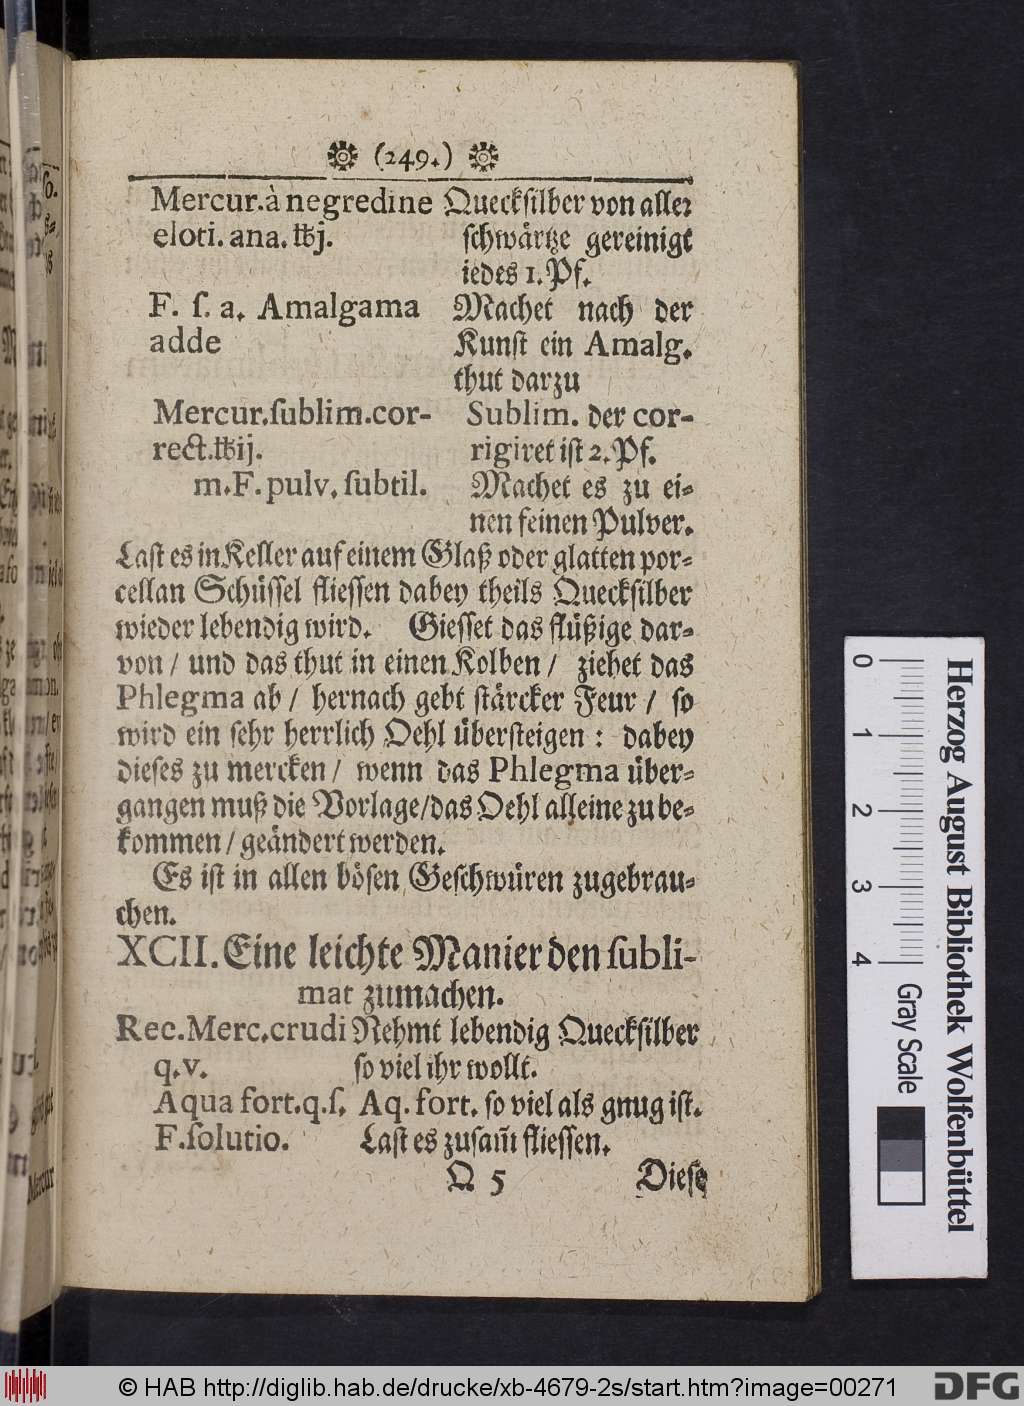 (249.)
Mercur. à negredine Queckſilber von aller
eloti. ana. ℔j. ſchwärtze gereinigt
iedes 1. Pf.
F. ſ. a. Amalgama Machet nach der
adde Kunſt ein Amalg.
thut darzu
Mercur. ſublim. cor- Sublim. der cor-
rect. ℔ij. rigiret iſt 2. Pf.
m. F. pulv. ſubtil. Machet es zu ei-
nen feinen Pulver.
Laſt es in Keller auf einem Glaß oder glatten por-
cellan Schüſſel flieſſen dabey theils Queckſilber
wieder lebendig wird. Gieſſet das flüßige dar-
von / und das thut in einen Kolben / ziehet das
Phlegma ab / hernach gebt ſtärcker Feur / ſo
wird ein ſehr herrlich Oehl überſteigen : dabey
dieſes zu mercken / wenn das Phlegma über-
gangen muß die Vorlage / das Oehl alleine zu be-
kommen / geändert werden.
Es iſt in allen böſen Geſchwüren zugebrau-
chen.
XCII. Eine leichte Manier den ſubli-
mat zumachen.
Rec. Merc. crudi Nehmt lebendig Queckſilber
q. v. ſo viel ihr wollt.
Aqua fort. q. ſ. Aq. fort. ſo viel als gnug iſt.
F. ſolutio. Laſt es zuſam̃ flieſſen.
Q 5 Dieſe
0 1 2 3 4
Gray Scale
Herzog August Bibliothek Wolfenbüttel
© HAB http://diglib.hab.de/drucke/xb-4679-2s/start.htm?image=00271
DFG